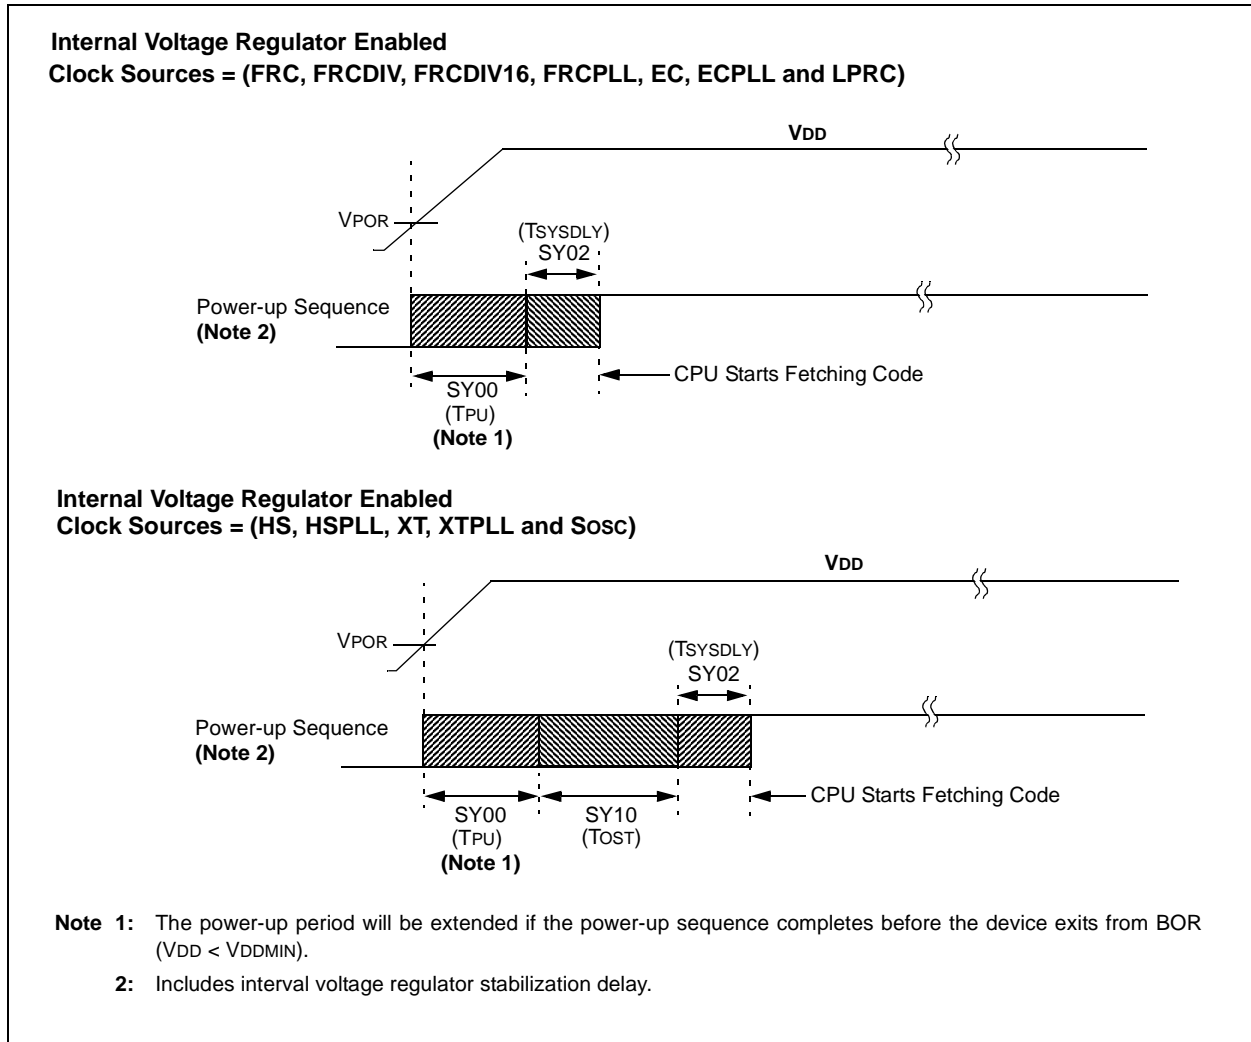 Internal Voltage Regulator Enabled
Clock Sources = (FRC, FRCDIV, FRCDIV16, FRCPLL, EC, ECPLL and LPRC)
VDD
VPOR
(TSYSDLY)
SY02
Power-up Sequence
(Note 2)
CPU Starts Fetching Code
SY00
(TPU)
(Note 1)
Internal Voltage Regulator Enabled
Clock Sources = (HS, HSPLL, XT, XTPLL and SOSC)
VDD
VPOR
(TSYSDLY)
SY02
Power-up Sequence
(Note 2)
CPU Starts Fetching Code
SY00
(TPU)
(Note 1)
SY10
(TOST)
Note 1: The power-up period will be extended if the power-up sequence completes before the device exits from BOR
(VDD < VDDMIN).
2: Includes interval voltage regulator stabilization delay.